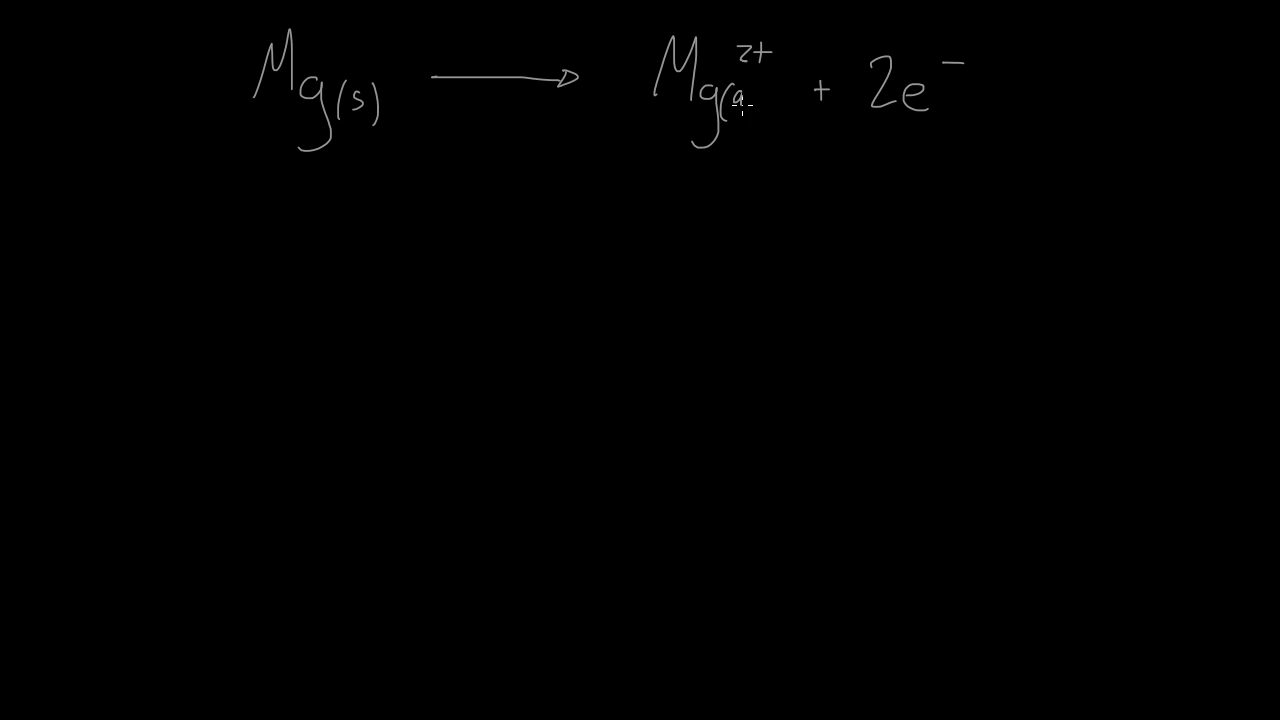 Mg(s) → Mg²⁺(a + 2e⁻